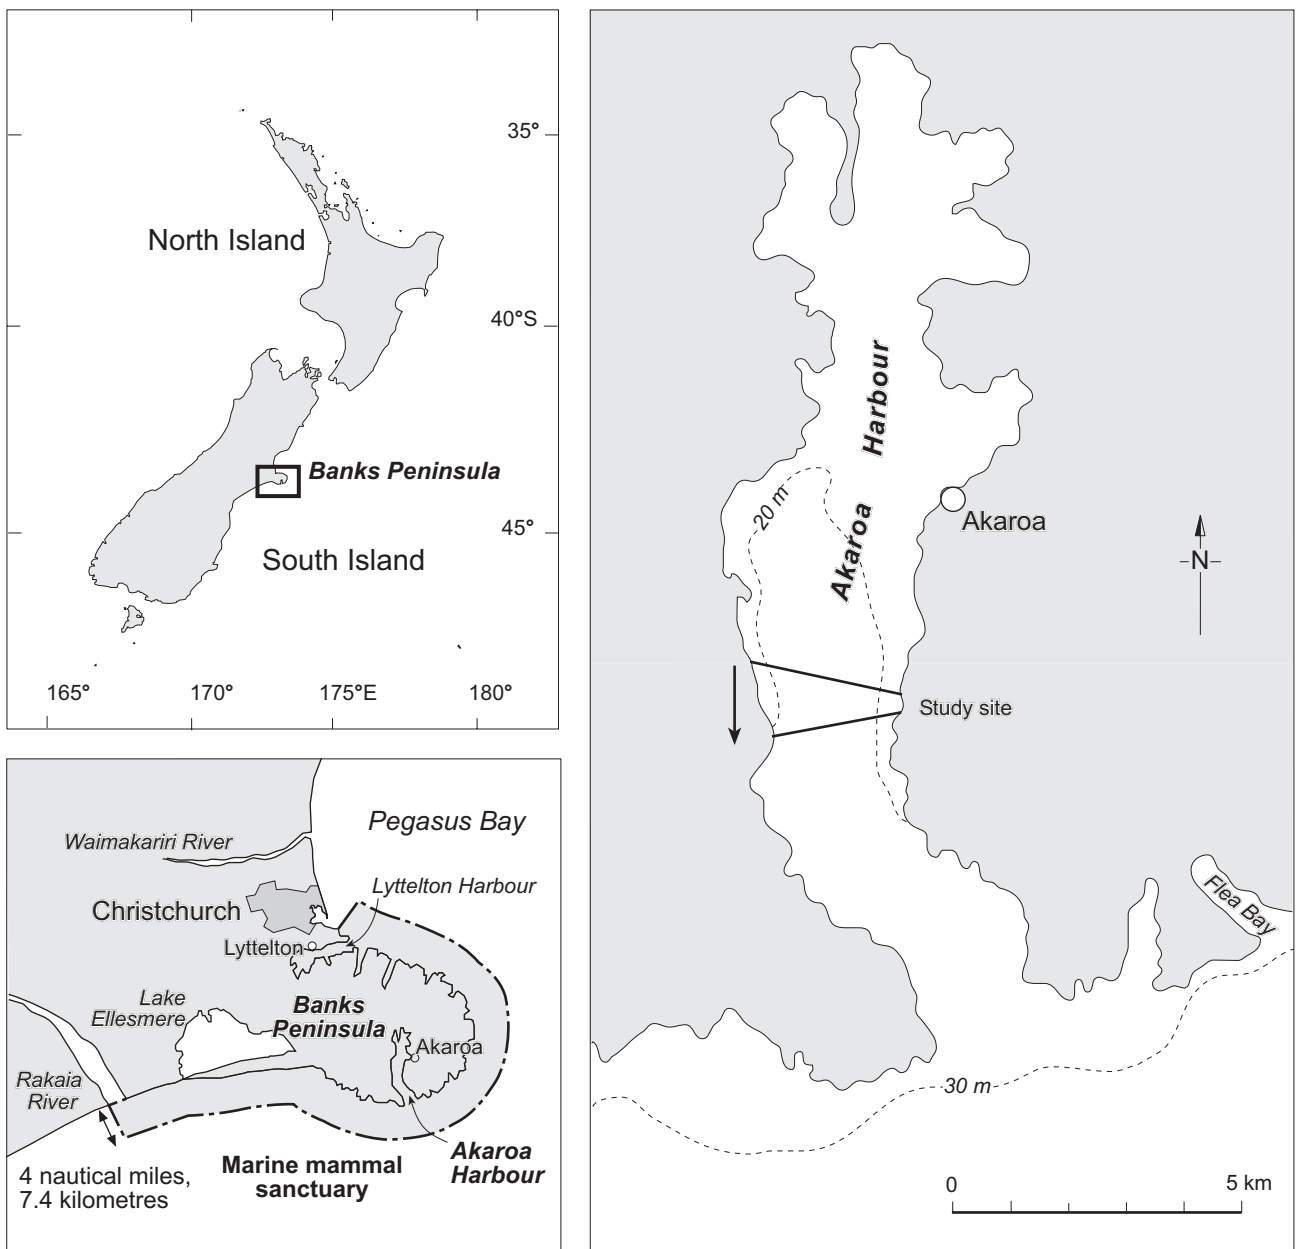 35°
North Island
40°S
Banks Peninsula
45°
South Island
165°
170°
175°E
180°
Pegasus Bay
Waimakariri River
Lyttelton Harbour
Christchurch
Lyttelton
Lake
Ellesmere
Banks
Peninsula
Akaroa
Rakaia
River
Akaroa
Harbour
Marine mammal
sanctuary
4 nautical miles,
7.4 kilometres
Akaroa Harbour
20 m
Akaroa
N
Study site
Flea Bay
30 m
0
5 km